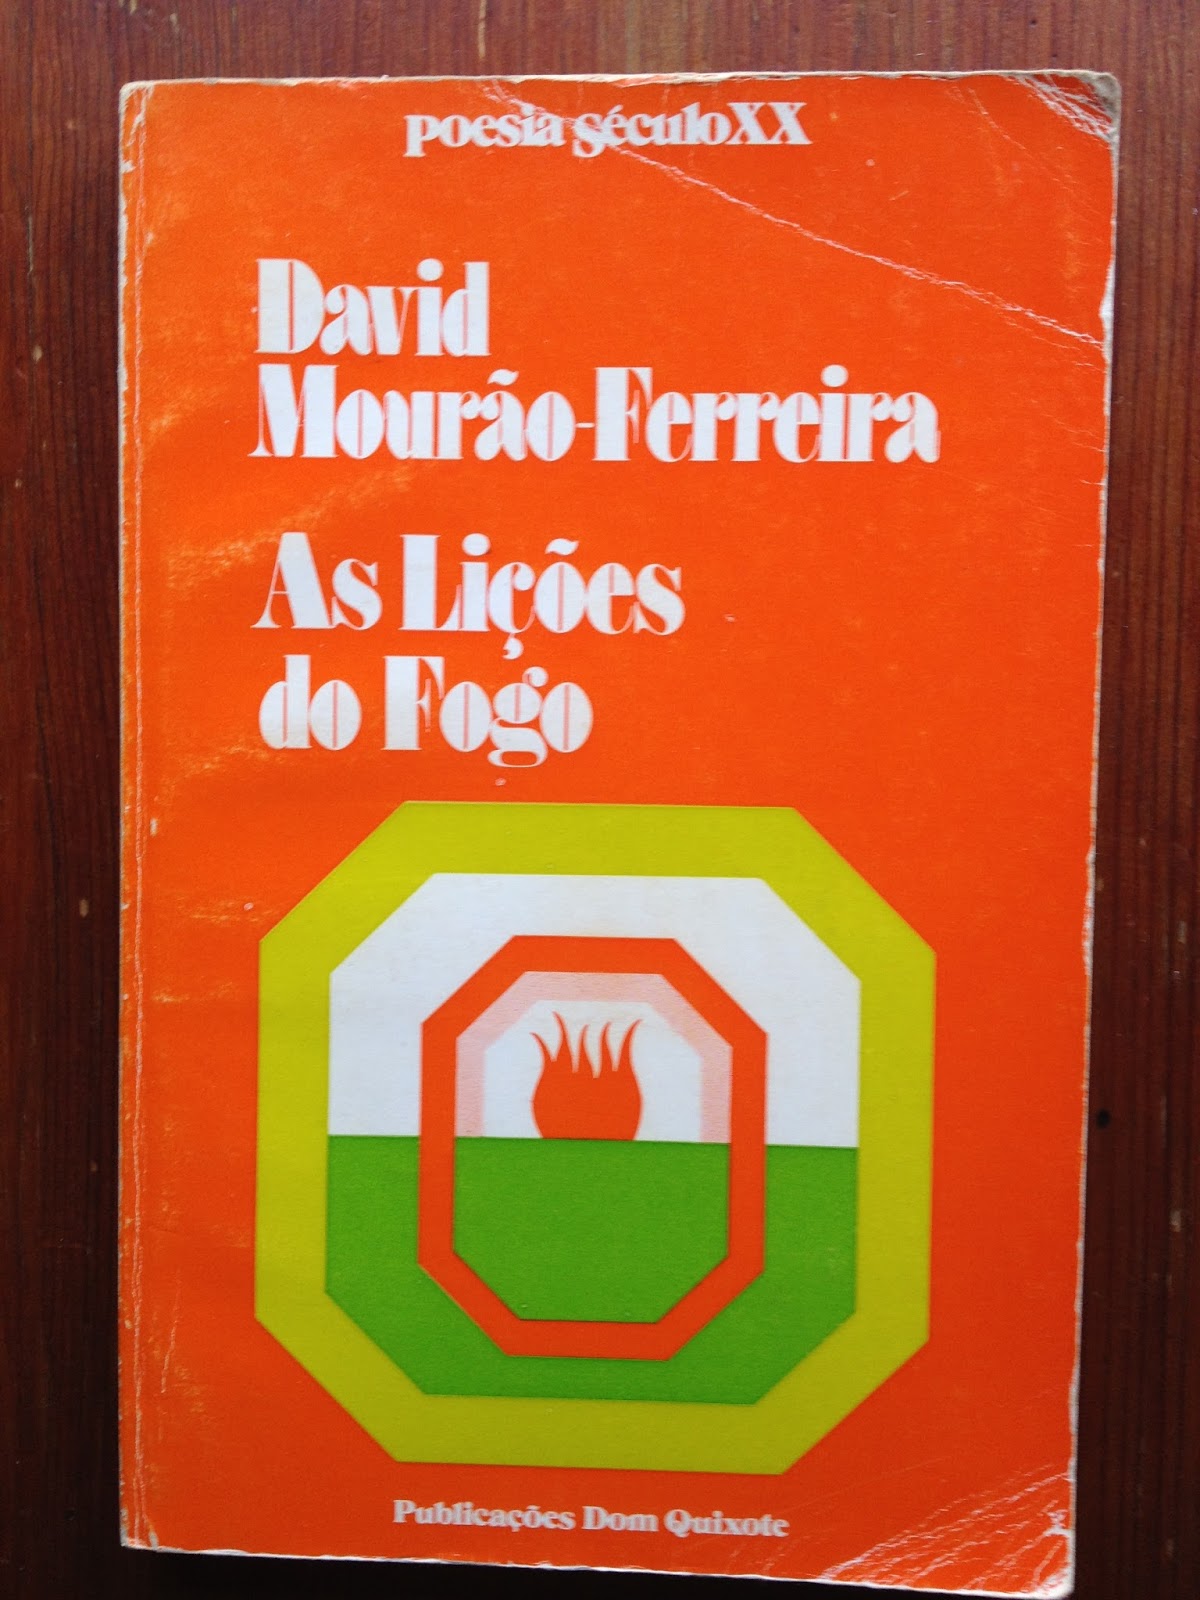 poesia séculoXX
David
Mourão-Ferreira
As Lições
do Fogo
Publicações Dom Quixote